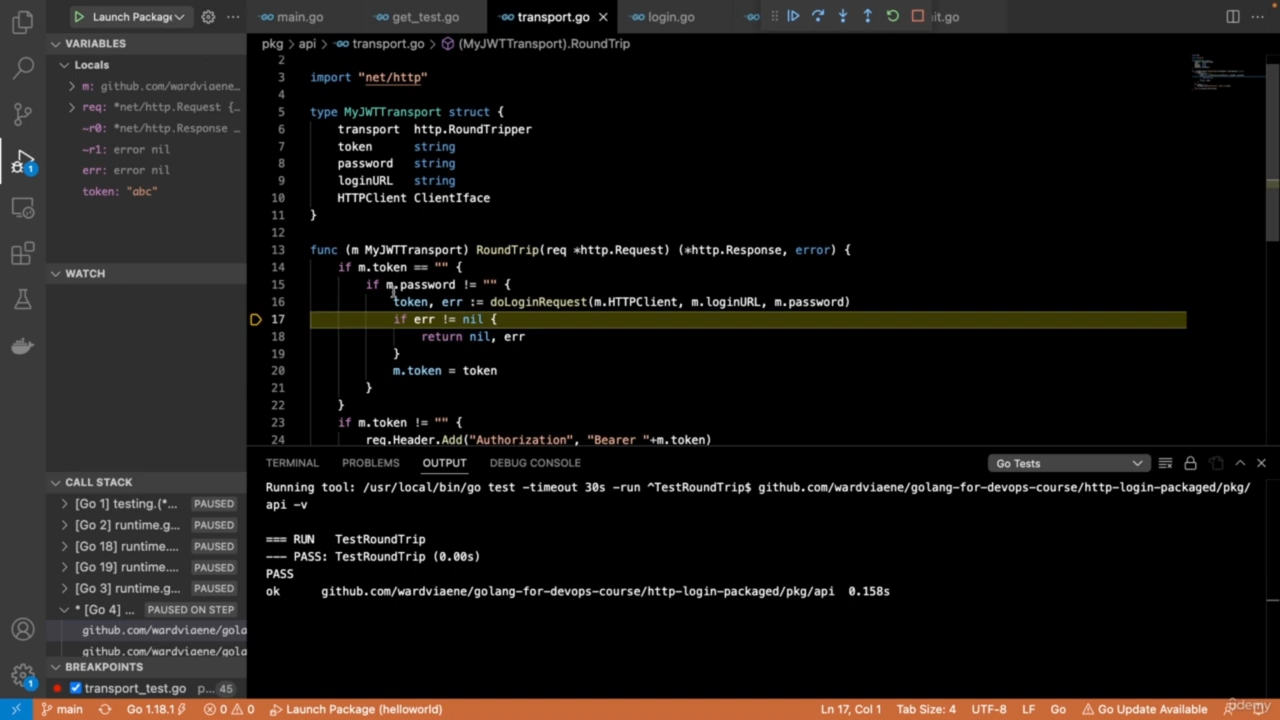 Launch Package
main.go
get_test.go
transport.go
login.go
it.go
VARIABLES
Locals
m: github.com/wardviaene…
req: *net/http.Request {…
~r0: *net/http.Response …
~r1: error nil
err: error nil
token: "abc"
WATCH
CALL STACK
[Go 1] testing.(*... PAUSED
[Go 2] runtime.g... PAUSED
[Go 18] runtime.... PAUSED
[Go 19] runtime.... PAUSED
[Go 3] runtime.g... PAUSED
* [Go 4] ... PAUSED ON STEP
github.com/wardviaene/gola
github.com/wardviaene/gola
BREAKPOINTS
transport_test.go p... 45
pkg > api > transport.go > (MyJWTTransport).RoundTrip
2
3 import "net/http"
4
5 type MyJWTTransport struct {
6 transport http.RoundTripper
7 token string
8 password string
9 loginURL string
10 HTTPClient ClientIface
11 }
12
13 func (m MyJWTTransport) RoundTrip(req *http.Request) (*http.Response, error) {
14 if m.token == "" {
15 if m.password != "" {
16 token, err := doLoginRequest(m.HTTPClient, m.loginURL, m.password)
17 if err != nil {
18 return nil, err
19 }
20 m.token = token
21 }
22 }
23 if m.token != "" {
24 req.Header.Add("Authorization", "Bearer "+m.token)
TERMINAL PROBLEMS OUTPUT DEBUG CONSOLE
Go Tests
Running tool: /usr/local/bin/go test -timeout 30s -run ^TestRoundTrip$ github.com/wardviaene/golang-for-devops-course/http-login-packaged/pkg/
api -v
=== RUN TestRoundTrip
--- PASS: TestRoundTrip (0.00s)
PASS
ok github.com/wardviaene/golang-for-devops-course/http-login-packaged/pkg/api 0.158s
1
1
main Go 1.18.1 0 0 Launch Package (helloworld) Ln 17, Col 1 Tab Size: 4 UTF-8 LF Go Go Update Available
udemy